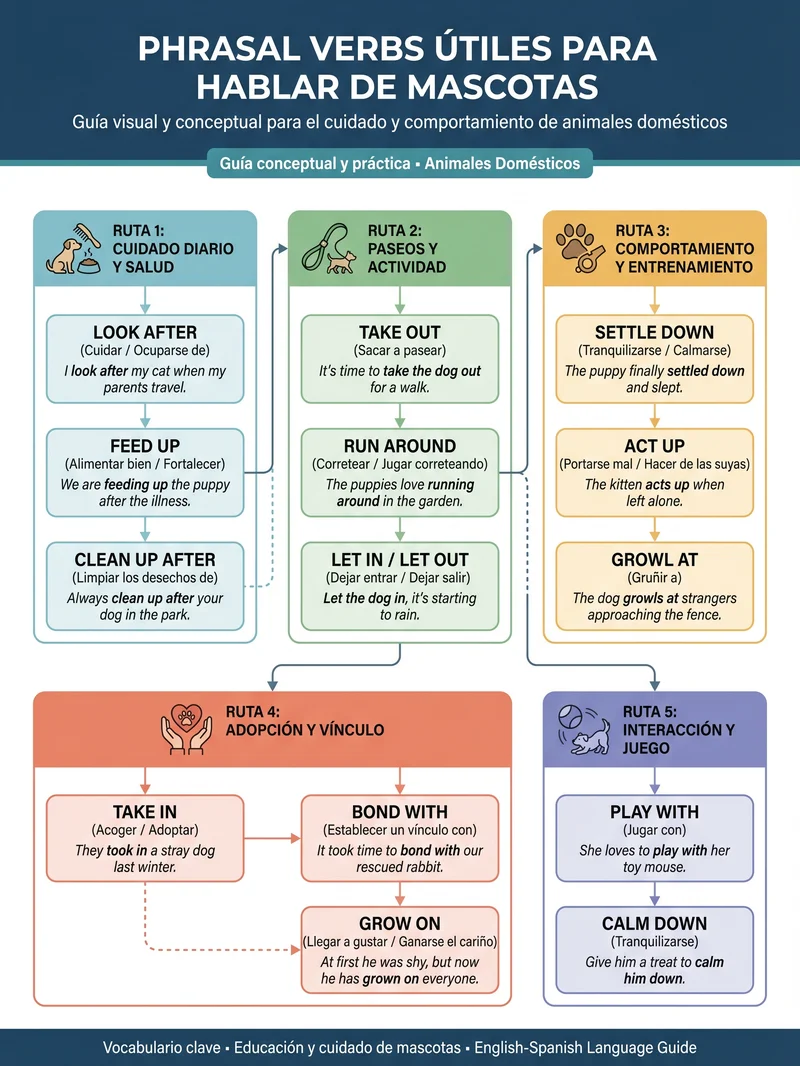 PHRASAL VERBS ÚTILES PARA
HABLAR DE MASCOTAS
Guía visual y conceptual para el cuidado y comportamiento de animales domésticos
Guía conceptual y práctica • Animales Domésticos
RUTA 1:
CUIDADO DIARIO
Y SALUD
LOOK AFTER
(Cuidar / Ocuparse de)
I look after my cat when my
parents travel.
FEED UP
(Alimentar bien / Fortalecer)
We are feeding up the puppy
after the illness.
CLEAN UP AFTER
(Limpiar los desechos de)
Always clean up after your
dog in the park.
RUTA 2:
PASEOS Y
ACTIVIDAD
TAKE OUT
(Sacar a pasear)
It's time to take the dog out
for a walk.
RUN AROUND
(Corretear / Jugar correteando)
The puppies love running
around in the garden.
LET IN / LET OUT
(Dejar entrar / Dejar salir)
Let the dog in, it's starting
to rain.
RUTA 3:
COMPORTAMIENTO
Y ENTRENAMIENTO
SETTLE DOWN
(Tranquilizarse / Calmarse)
The puppy finally settled down
and slept.
ACT UP
(Portarse mal / Hacer de las suyas)
The kitten acts up when
left alone.
GROWL AT
(Gruñir a)
The dog growls at strangers
approaching the fence.
RUTA 4:
ADOPCIÓN Y VÍNCULO
TAKE IN
(Acoger / Adoptar)
They took in a stray dog
last winter.
BOND WITH
(Establecer un vínculo con)
It took time to bond with our
rescued rabbit.
GROW ON
(Llegar a gustar / Ganarse el cariño)
At first he was shy, but now
he has grown on everyone.
RUTA 5:
INTERACCIÓN Y
JUEGO
PLAY WITH
(Jugar con)
She loves to play with her
toy mouse.
CALM DOWN
(Tranquilizarse)
Give him a treat to calm
him down.
Vocabulario clave • Educación y cuidado de mascotas • English-Spanish Language Guide